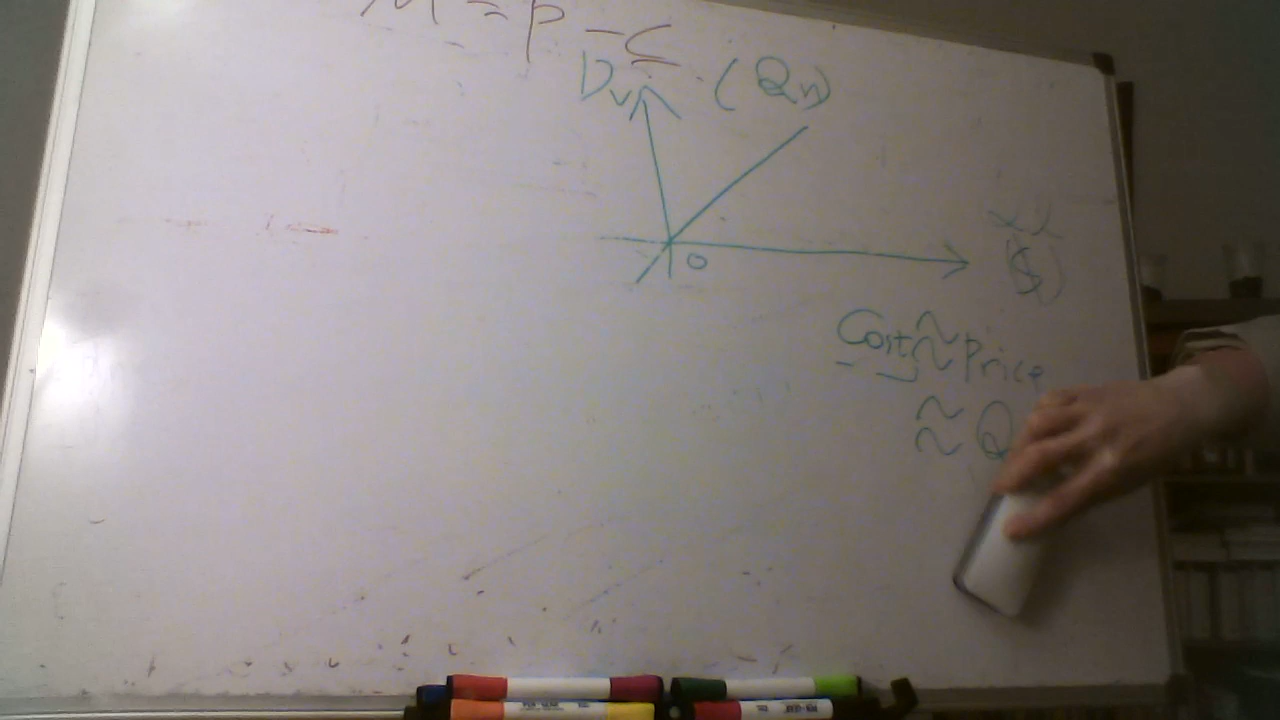 M = P - C
Dv (Qn)
0
($)
Cost ≈ Price
≈ Q